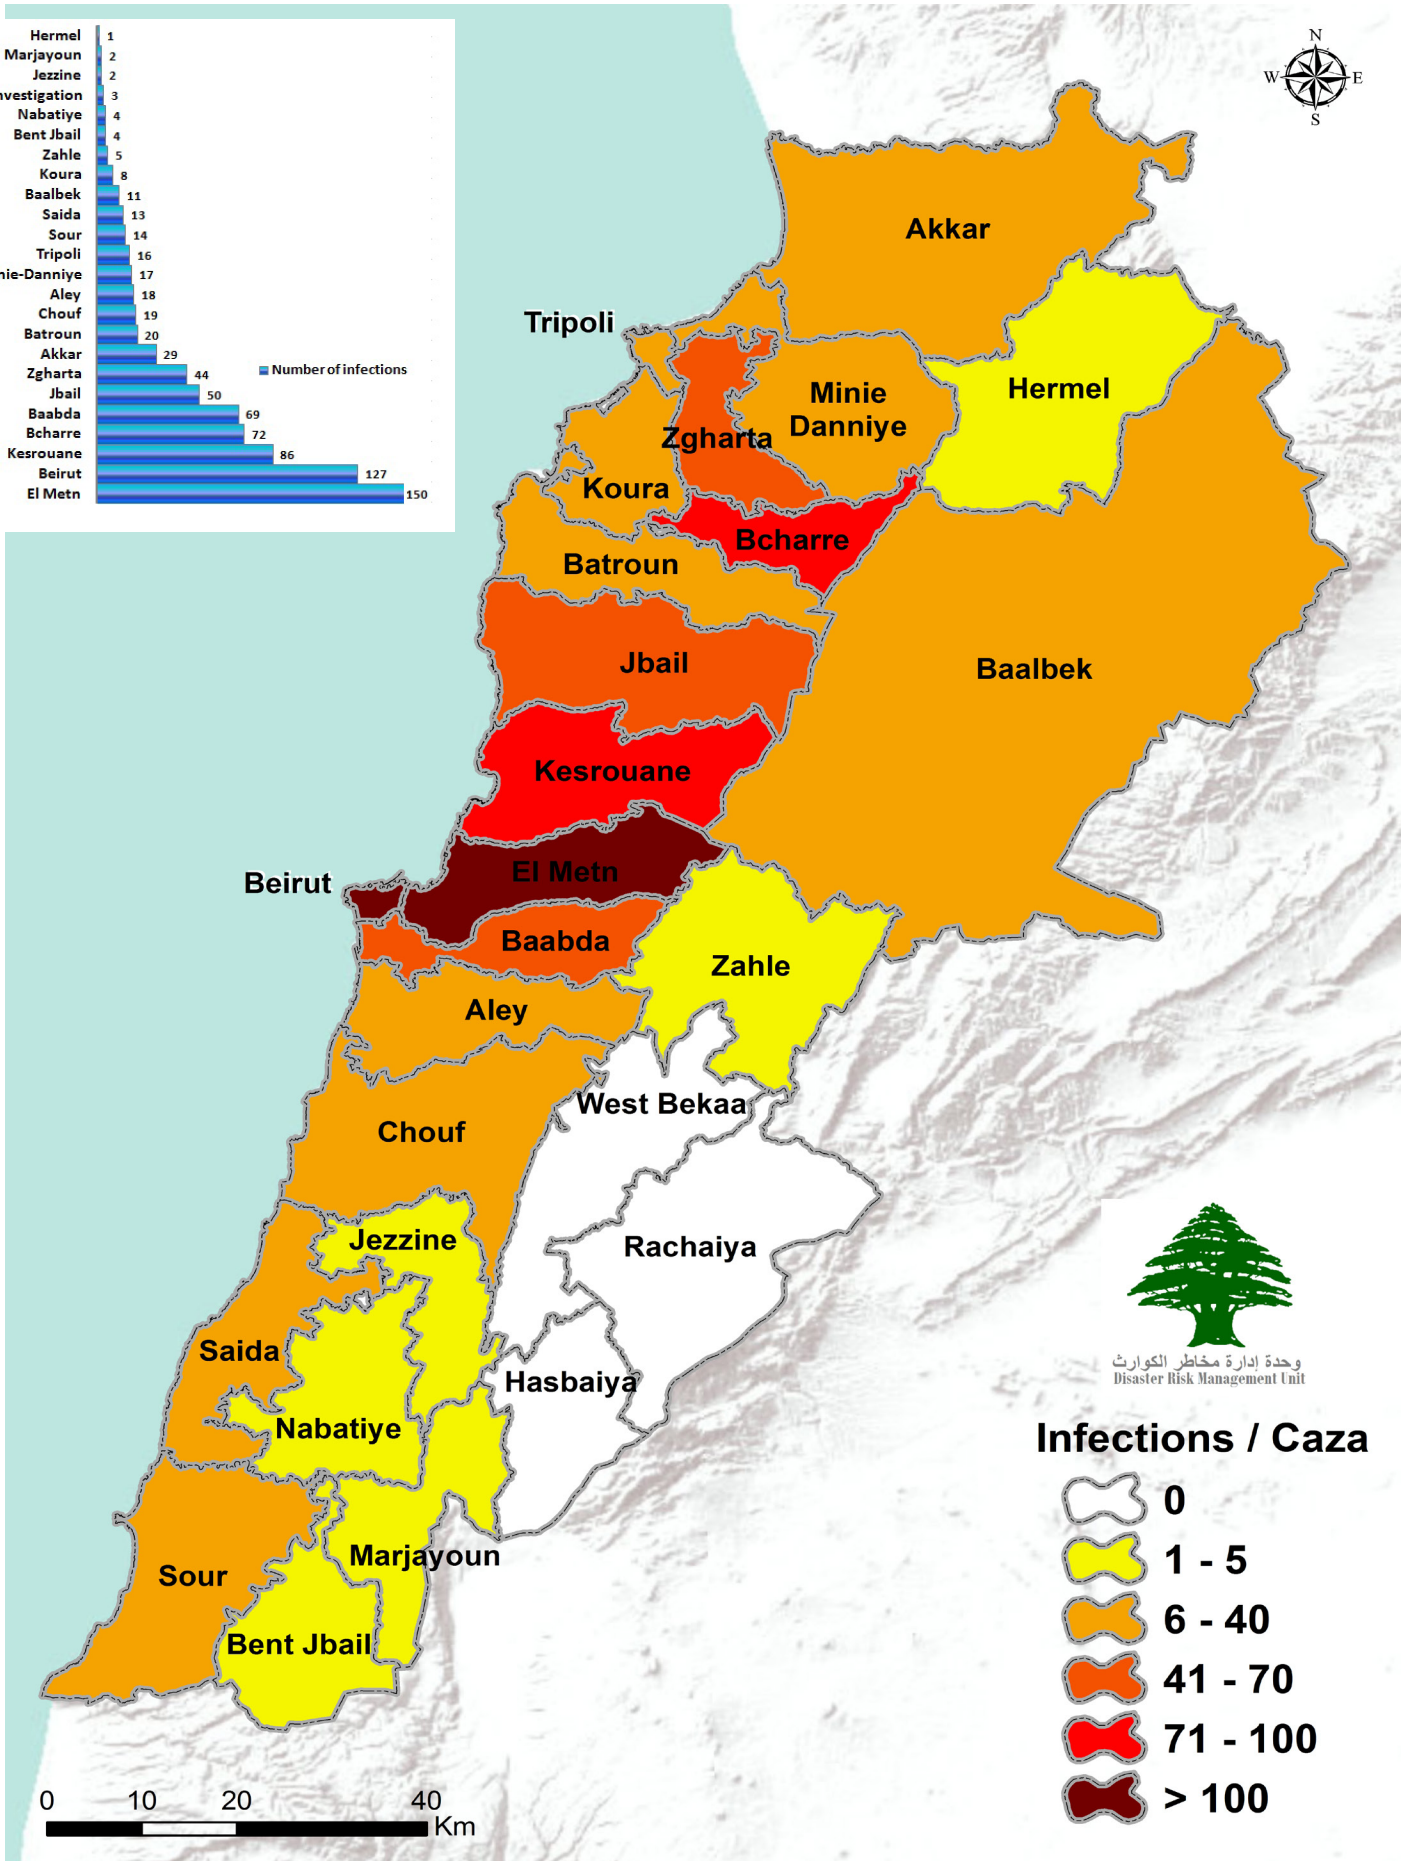 Hermel 1
Marjayoun 2
Jezzine 2
nvestigation 3
Nabatiye 4
Bent Jbail 4
Zahle 5
Koura 8
Baalbek 11
Saida 13
Sour 14
Tripoli 16
nie-Danniye 17
Aley 18
Chouf 19
Batroun 20
Akkar 29
Zgharta 44
Jbail 50
Baabda 69
Bcharre 72
Kesrouane 86
Beirut 127
El Metn 150
Number of infections
N
W E
S
Akkar
Tripoli
Hermel
Minie
Danniye
Zgharta
Koura
Bcharre
Batroun
Jbail
Baalbek
Kesrouane
El Metn
Beirut
Baabda
Zahle
Aley
West Bekaa
Chouf
Jezzine
Rachaiya
Saida
Hasbaiya
Nabatiye
Marjayoun
Sour
Bent Jbail
وحدة إدارة مخاطر الكوارث
Disaster Risk Management Unit
Infections / Caza
0
1 - 5
6 - 40
41 - 70
71 - 100
> 100
0 10 20 40
Km